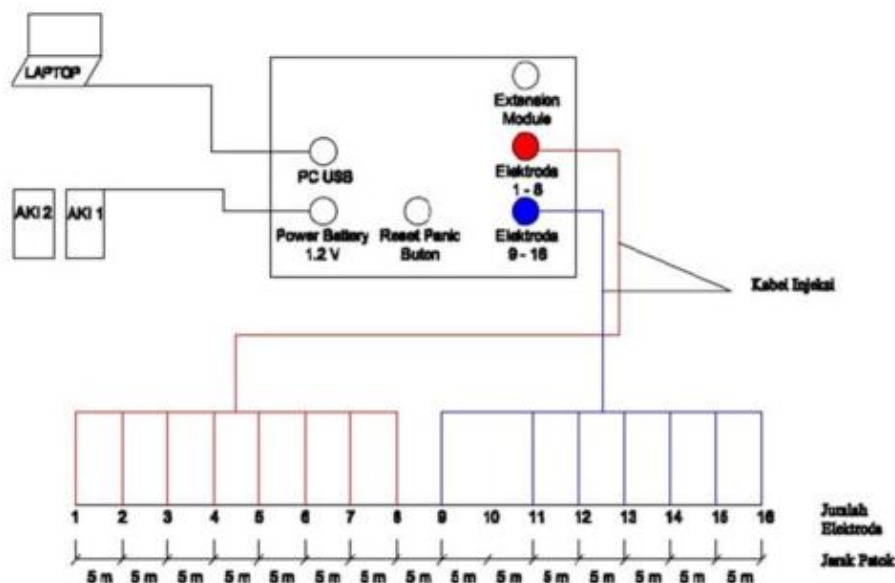 LAPTOP
Extension
Module
PC USB
Elektroda
1 - 8
AKI 2
AKI 1
Power Battery
1.2 V
Reset Panic
Buton
Elektroda
9 - 16
Kabel Injeksi
1 2 3 4 5 6 7 8 9 10 11 12 13 14 15 16
Jumlah
Elektroda
5 m 5 m 5 m 5 m 5 m 5 m 5 m 5 m 5 m 5 m 5 m 5 m 5 m 5 m 5 m
Jarak Patok